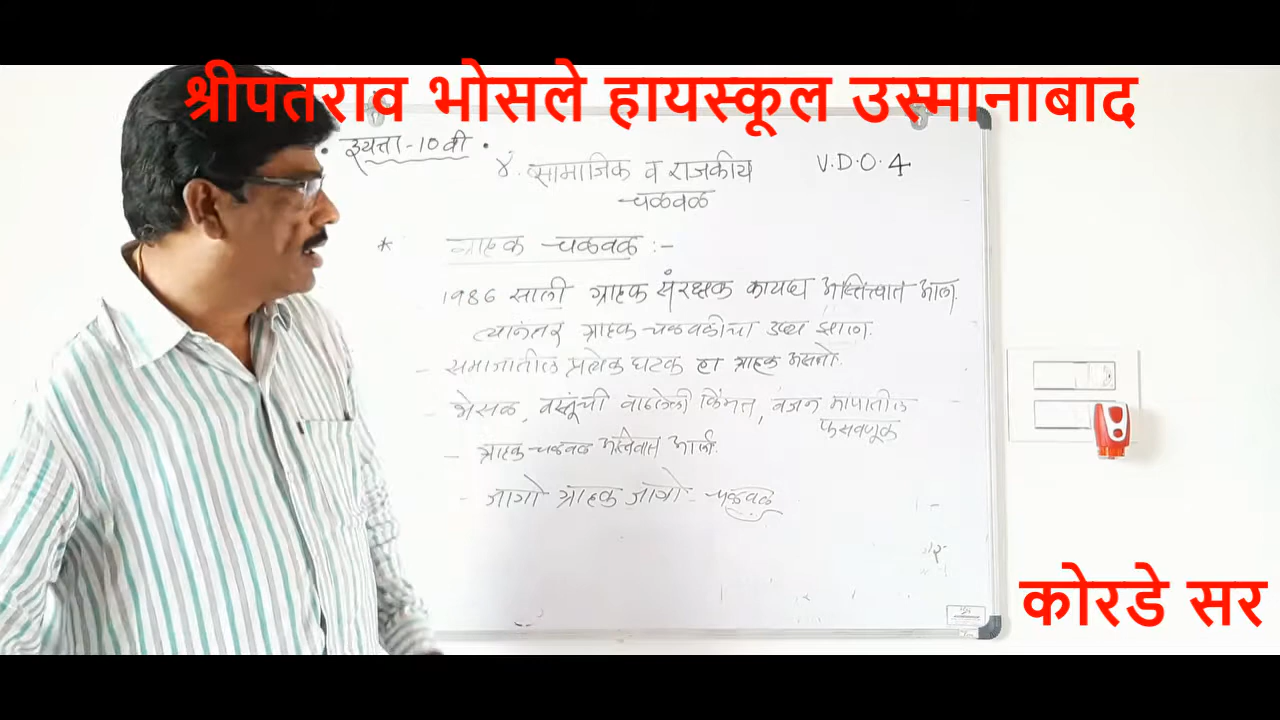 श्रीपतराव भोसले हायस्कूल उस्मानाबाद
इयत्ता - 10 वी
४. सामाजिक व राजकीय
चळवळ
V.D.O. 4
* ग्राहक चळवळ :-
1986 साली ग्राहक संरक्षक कायदा अस्तित्वात आला.
त्यानंतर ग्राहक चळवळीचा उदय झाला.
- समाजातील प्रत्येक घटक हा ग्राहक असतो.
- भेसळ, वस्तूंची वाढलेली किंमत, वजन मापातील
फसवणूक
- ग्राहक चळवळ अस्तित्वात आली.
- जागो ग्राहक जागो - चळवळ
कोरडे सर